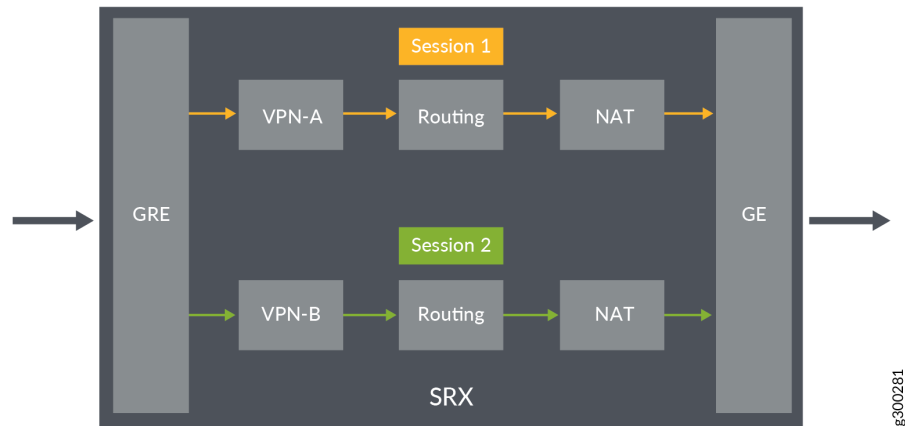 Session 1
VPN-A
Routing
NAT
GRE
GE
Session 2
VPN-B
Routing
NAT
SRX
g300281